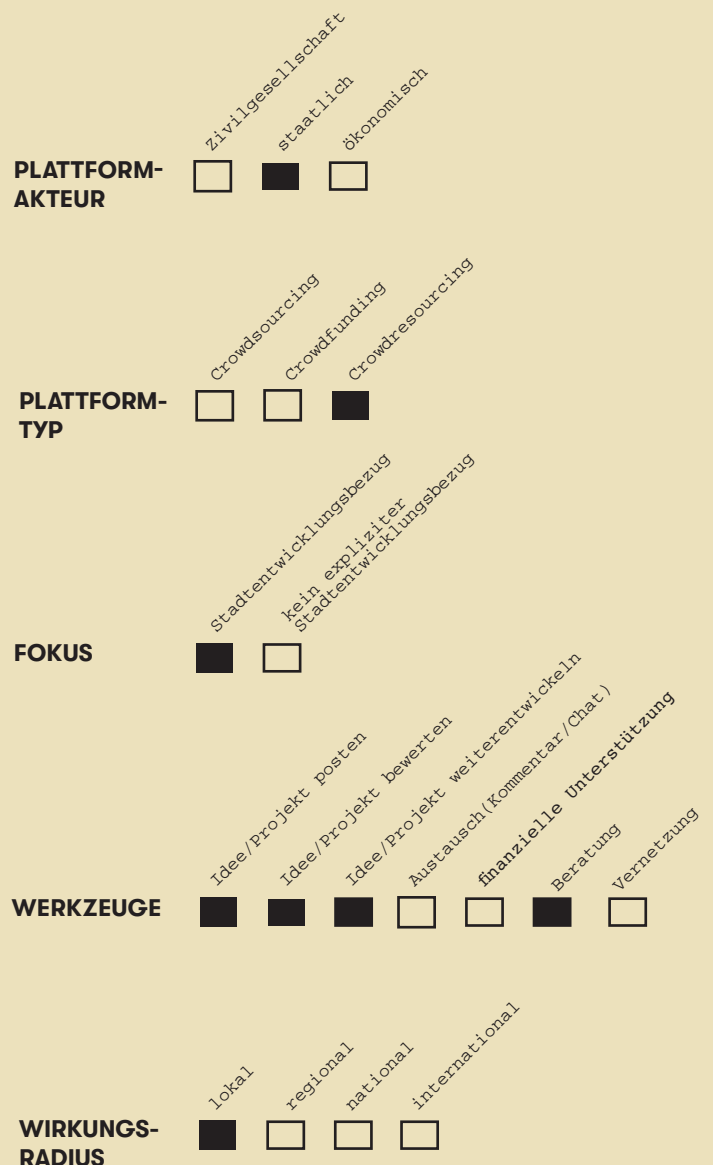 Zivilgesellschaft
staatlich
ökonomisch
PLATTFORM-
AKTEUR
Crowdsourcing
Crowdfunding
Crowdresourcing
PLATTFORM-
TYP
Stadtentwicklungsbezug
kein expliziter
Stadtentwicklungsbezug
FOKUS
Idee/Projekt posten
Idee/Projekt bewerten
Idee/Projekt weiterentwickeln
Austausch(Kommentar/Chat)
finanzielle Unterstützung
Beratung
Vernetzung
WERKZEUGE
lokal
regional
national
international
WIRKUNGS-
RADIUS